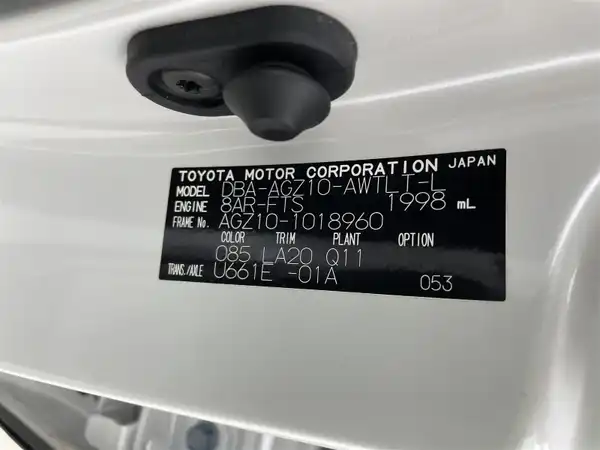 TOYOTA MOTOR CORPORATION JAPAN
MODEL DBA-AGZ10-AWTLT-L
ENGINE 8AR-FTS 1998 mL
FRAME No. AGZ10-1018960
COLOR TRIM PLANT OPTION
085 LA20 Q11
TRANS./AXLE U661E -01A 053